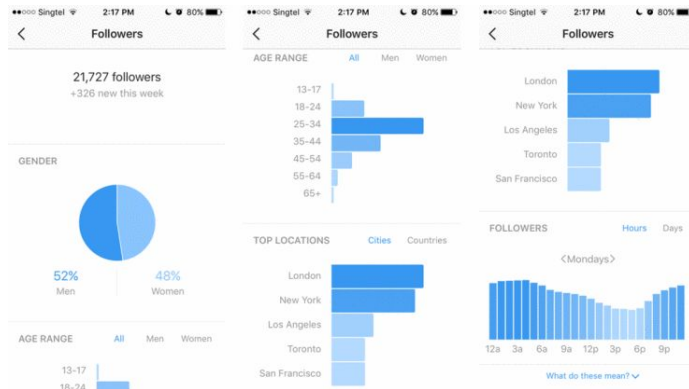 Singtel 2:17 PM 80%
Followers
21,727 followers
+326 new this week
GENDER
52% 48%
Men Women
AGE RANGE All Men Women
13-17
18-24
Singtel 2:17 PM 80%
Followers
AGE RANGE All Men Women
13-17
18-24
25-34
35-44
45-54
55-64
65+
TOP LOCATIONS Cities Countries
London
New York
Los Angeles
Toronto
San Francisco
Singtel 2:17 PM 80%
Followers
London
New York
Los Angeles
Toronto
San Francisco
FOLLOWERS Hours Days
<Mondays>
12a 3a 6a 9a 12p 3p 6p 9p
What do these mean?